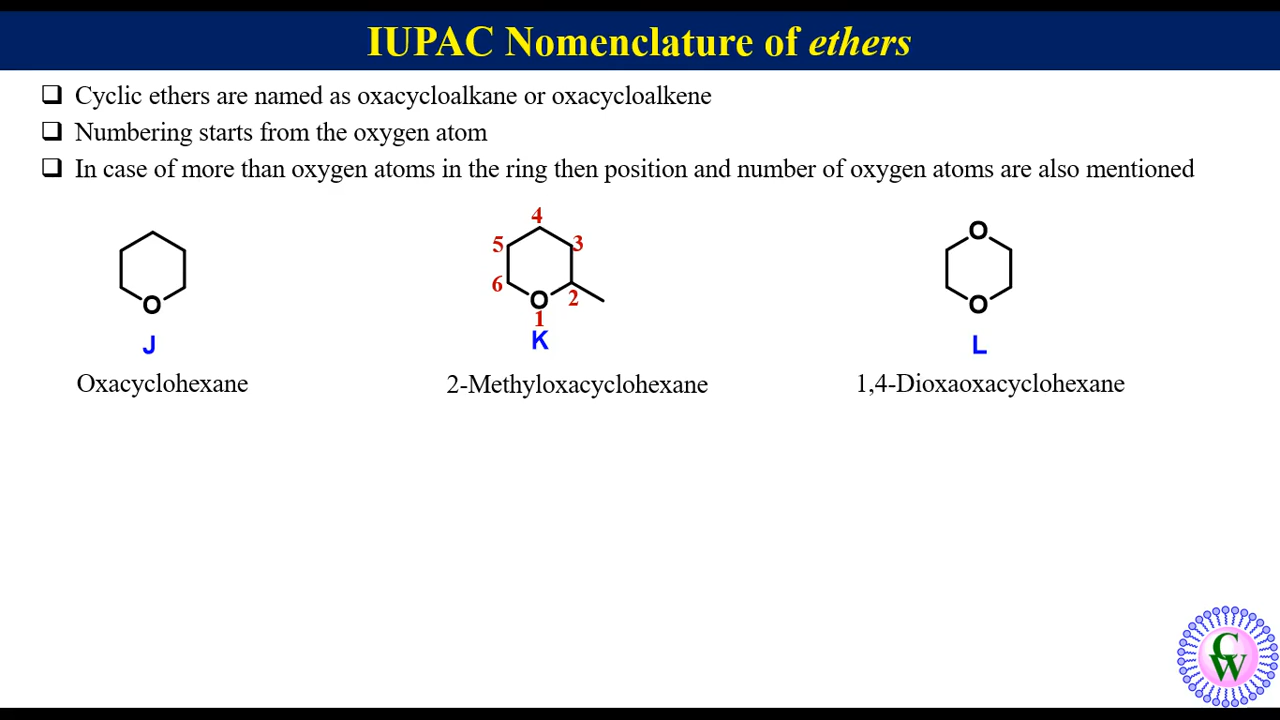 IUPAC Nomenclature of ethers
❑ Cyclic ethers are named as oxacycloalkane or oxacycloalkene
❑ Numbering starts from the oxygen atom
❑ In case of more than oxygen atoms in the ring then position and number of oxygen atoms are also mentioned
O
J
Oxacyclohexane
4
5 3
6 2
O
1
K
2-Methyloxacyclohexane
O
O
L
1,4-Dioxaoxacyclohexane
C
W